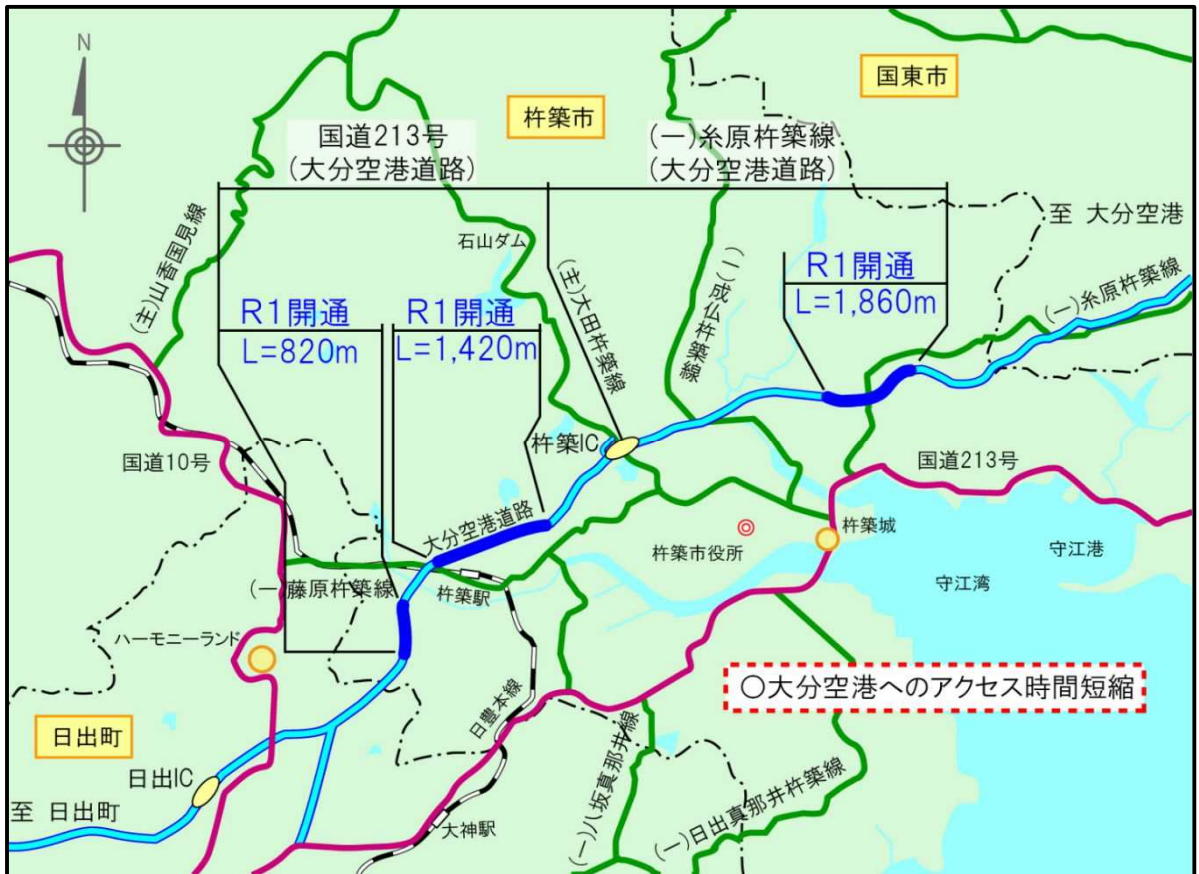 N
国東市
杵築市
国道213号
(大分空港道路)
(一)糸原杵築線
(大分空港道路)
至 大分空港
(主)山香国見線
石山ダム
(主)大田杵築線
(一)成仏杵築線
R1開通
L=1,860m
(一)糸原杵築線
R1開通
L=820m
R1開通
L=1,420m
杵築IC
国道10号
国道213号
大分空港道路
杵築城
杵築市役所
守江港
守江湾
(一)藤原杵築線
杵築駅
ハーモニーランド
〇大分空港へのアクセス時間短縮
日豊本線
日出町
日出IC
至 日出町
大神駅
(一)八坂真那井線
(一)日出真那井杵築線